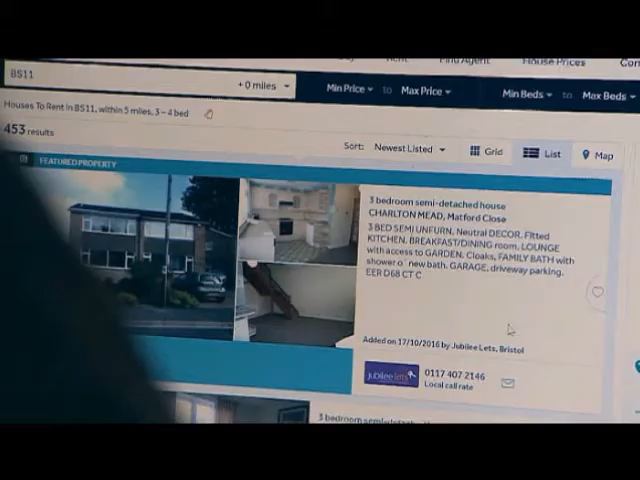 Rent
Find Agent
House Prices
BS11
+0 miles
Min Price to Max Price
Min Beds to Max Beds
Houses To Rent in BS11, within 5 miles, 3 - 4 bed
453 results
Sort: Newest Listed
Grid
List
Map
FEATURED PROPERTY
3 bedroom semi-detached house
CHARLTON MEAD, Matford Close
3 BED SEMI UNFURN, Neutral DECOR. Fitted
KITCHEN. BREAKFAST/DINING room, LOUNGE
with access to GARDEN. Cloaks, FAMILY BATH with
shower o' new bath. GARAGE, driveway parking.
EER D68 CT C
Added on 17/10/2016 by Jubilee Lets, Bristol
jubilee lets
0117 407 2146
Local call rate
3 bedroom semi-detac